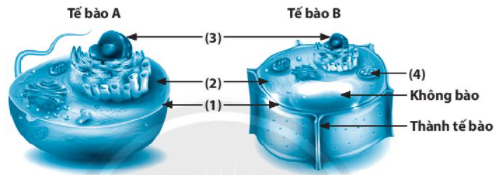 Tế bào A
Tế bào B
(3)
(2)
(1)
(4)
Không bào
Thành tế bào